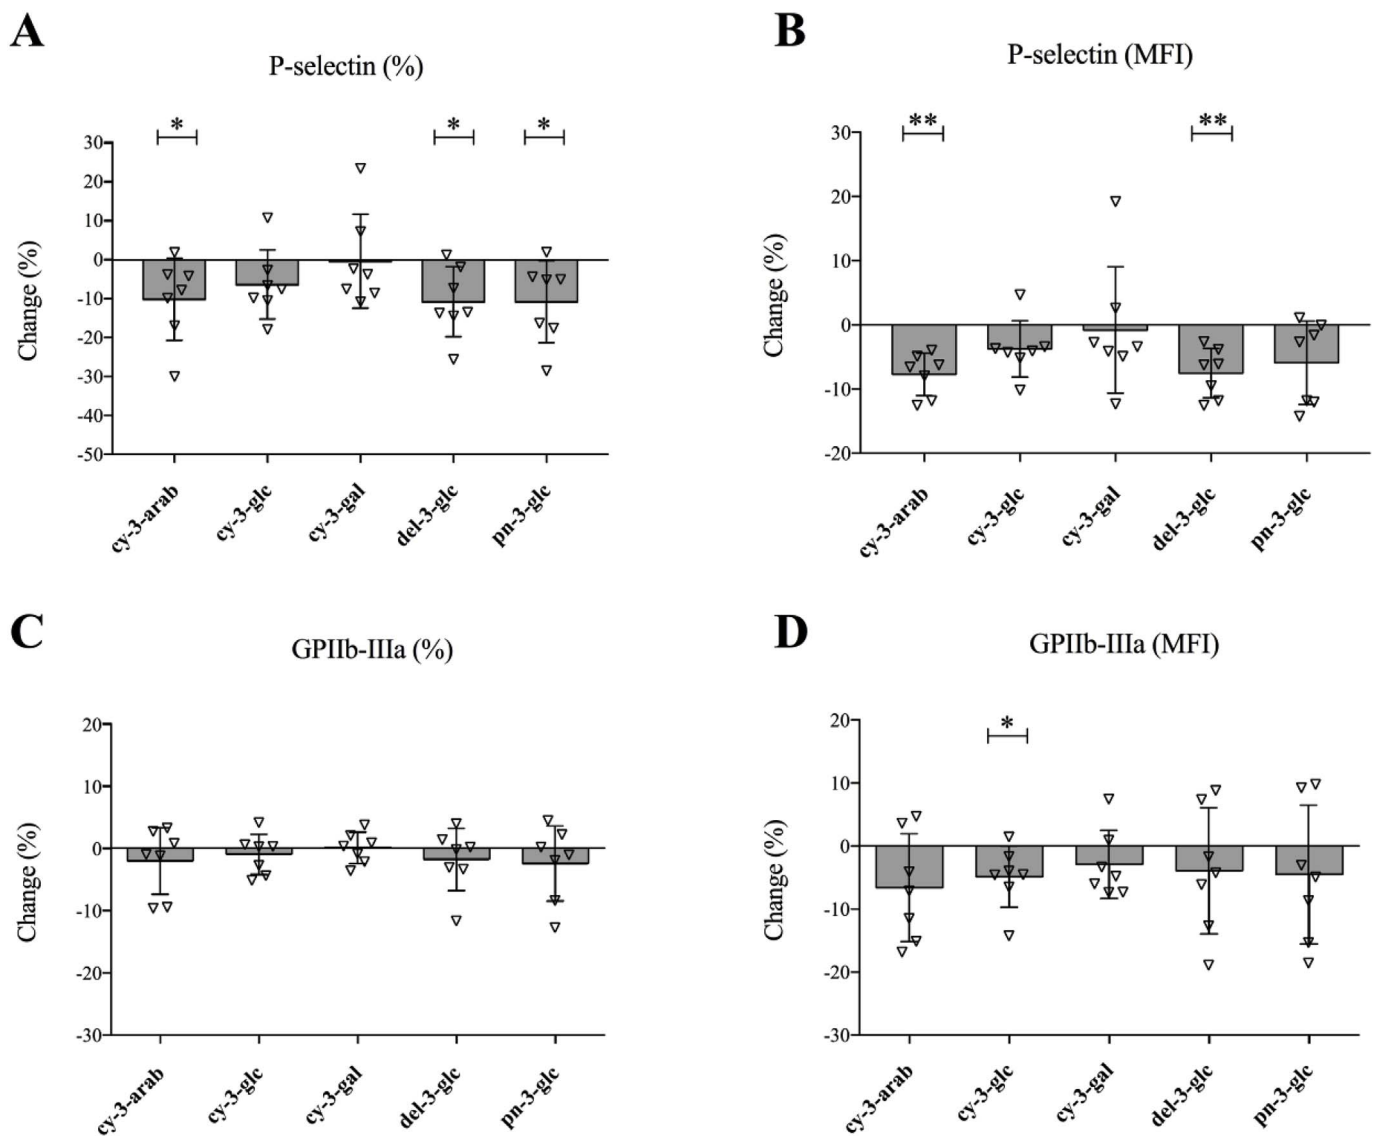 A
P-selectin (%)
* * *
Change (%)
30
20
10
0
-10
-20
-30
-40
-50
cy-3-arab
cy-3-glc
cy-3-gal
del-3-glc
pn-3-glc
B
P-selectin (MFI)
** **
Change (%)
30
20
10
0
-10
-20
cy-3-arab
cy-3-glc
cy-3-gal
del-3-glc
pn-3-glc
C
GPIIb-IIIa (%)
Change (%)
20
10
0
-10
-20
-30
cy-3-arab
cy-3-glc
cy-3-gal
del-3-glc
pn-3-glc
D
GPIIb-IIIa (MFI)
*
Change (%)
20
10
0
-10
-20
-30
cy-3-arab
cy-3-glc
cy-3-gal
del-3-glc
pn-3-glc